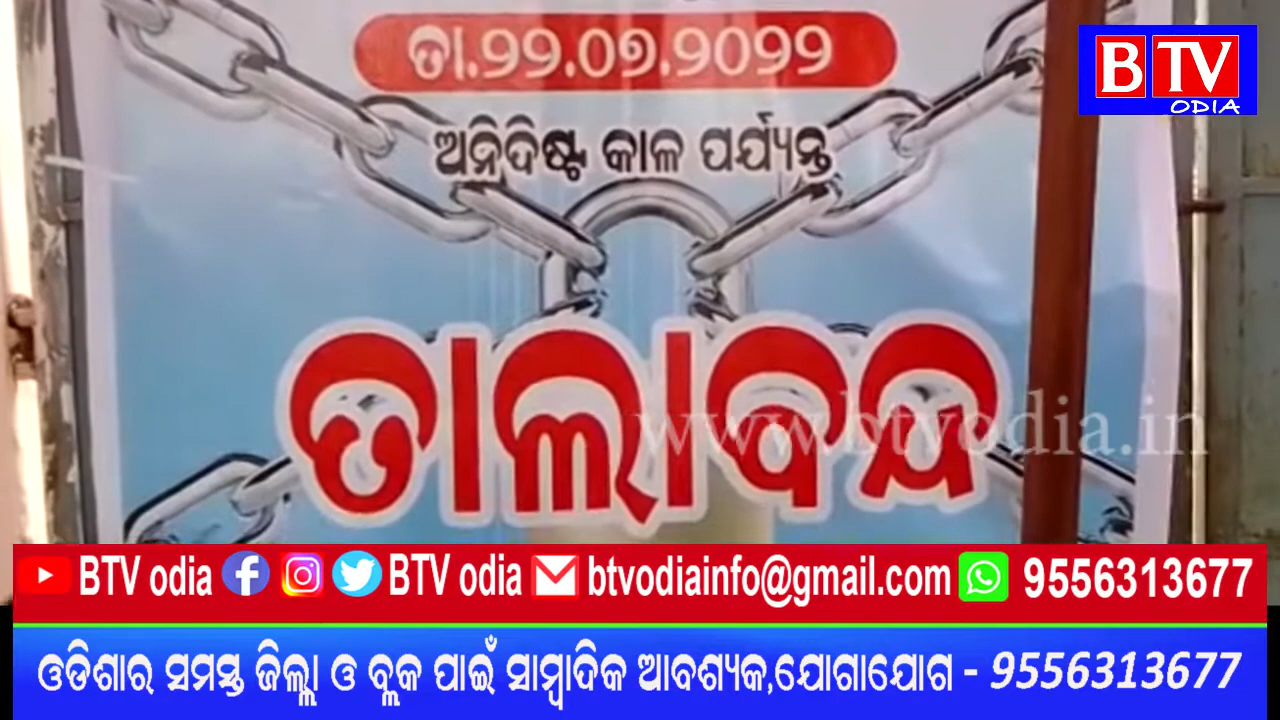 ତା.୨୨.୦୭.୨୦୨୨
BTV
ODIA
ଅନିଦିଷ୍ଟ କାଳ ପର୍ଯ୍ୟନ୍ତ
ତାଲାବନ୍ଦ
www.btvodia.in
BTV odia BTV odia btvodiainfo@gmail.com 9556313677
ଓଡିଶାର ସମସ୍ତ ଜିଲ୍ଲା ଓ ବ୍ଲକ ପାଇଁ ସାମ୍ବାଦିକ ଆବଶ୍ୟକ,ଯୋଗାଯୋଗ - 9556313677